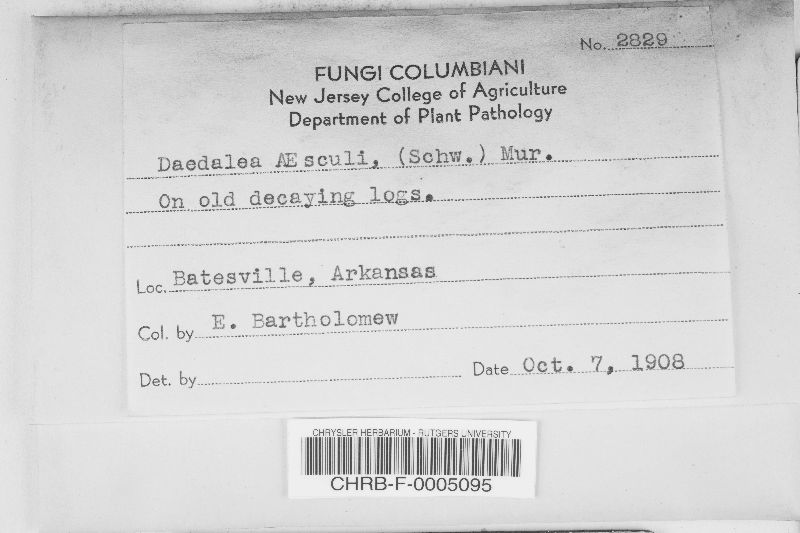 No. 2829
FUNGI COLUMBIANI
New Jersey College of Agriculture
Department of Plant Pathology
Daedalea Æsculi, (Schw.) Mur.
On old decaying logs.
Loc. Batesville, Arkansas
Col. by E. Bartholomew
Det. by Date Oct. 7, 1908
CHRYSLER HERBARIUM - RUTGERS UNIVERSITY
CHRB-F-0005095